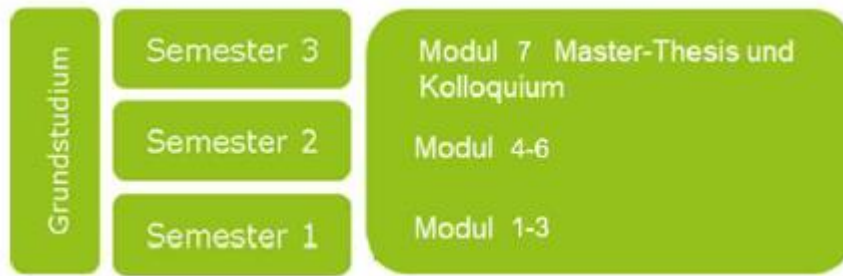 Grundstudium
Semester 3
Modul 7 Master-Thesis und
Kolloquium
Semester 2
Modul 4-6
Semester 1
Modul 1-3